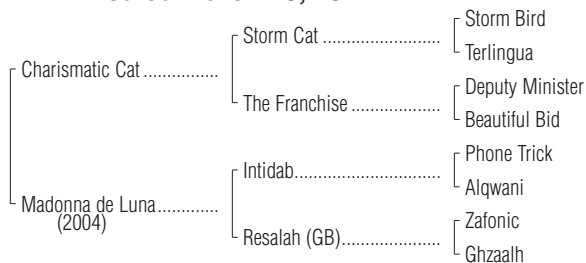 Storm Bird
Storm Cat ........................
Terlingua
Charismatic Cat ...............
Deputy Minister
The Franchise ..................
Beautiful Bid
Phone Trick
Intidab..............................
Alqwani
Madonna de Luna............
(2004)
Zafonic
Resalah (GB)....................
Ghzaalh